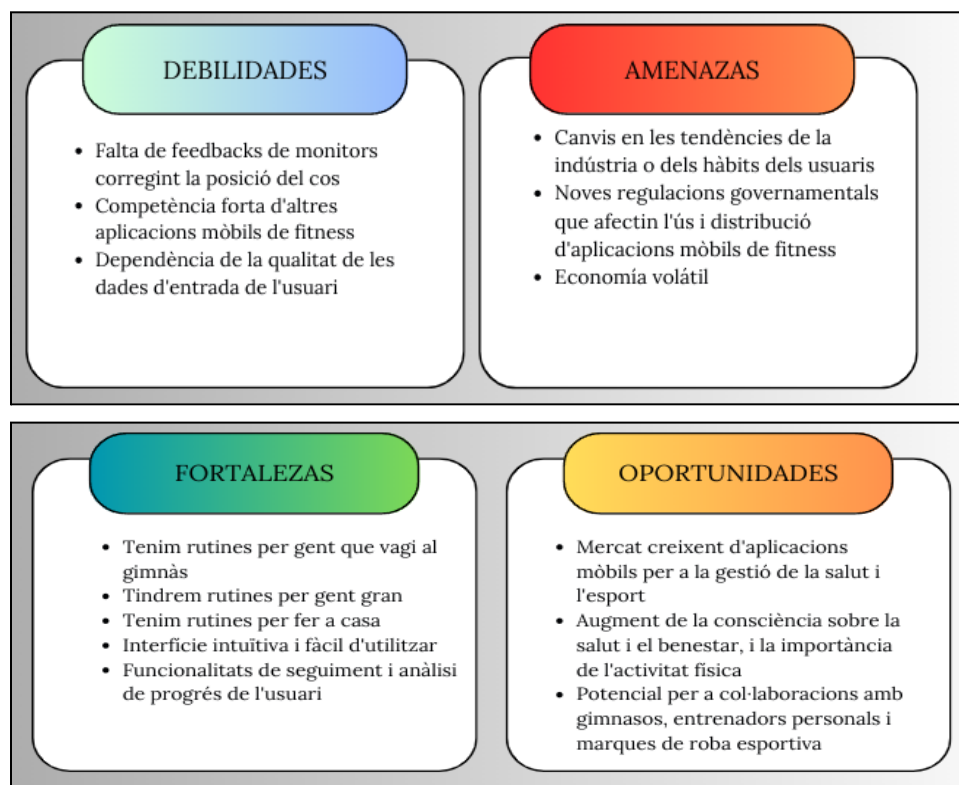 DEBILIDADES
• Falta de feedbacks de monitors
corregint la posició del cos
• Competència forta d'altres
aplicacions mòbils de fitness
• Dependència de la qualitat de les
dades d'entrada de l'usuari
AMENAZAS
• Canvis en les tendències de la
indústria o dels hàbits dels usuaris
• Noves regulacions governamentals
que afectin l'ús i distribució
d'aplicacions mòbils de fitness
• Economía volátil
FORTALEZAS
• Tenim rutines per gent que vagi al
gimnàs
• Tindrem rutines per gent gran
• Tenim rutines per fer a casa
• Interfície intuïtiva i fàcil d'utilitzar
• Funcionalitats de seguiment i anàlisi
de progrés de l'usuari
OPORTUNIDADES
• Mercat creixent d'aplicacions
mòbils per a la gestió de la salut i
l'esport
• Augment de la consciència sobre la
salut i el benestar, i la importància
de l'activitat física
• Potencial per a col·laboracions amb
gimnasos, entrenadors personals i
marques de roba esportiva